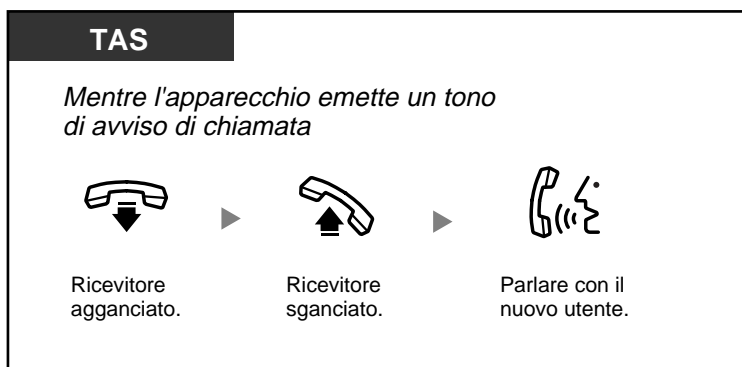 TAS
Mentre l'apparecchio emette un tono
di avviso di chiamata
Ricevitore
agganciato.
Ricevitore
sganciato.
Parlare con il
nuovo utente.